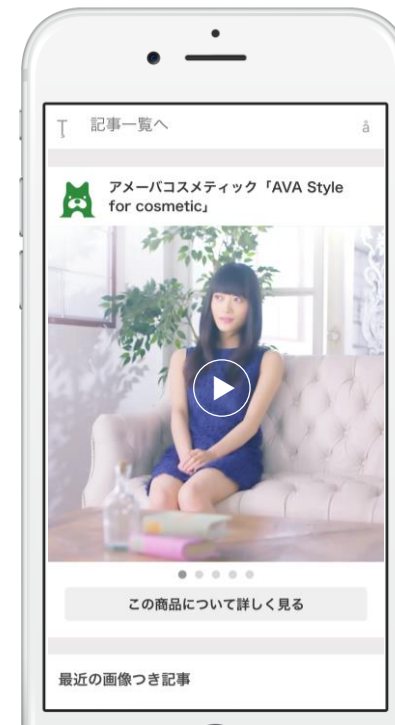 記事一覧へ
アメーバコスメティック「AVA Style
for cosmetic」
この商品について詳しく見る
最近の画像つき記事